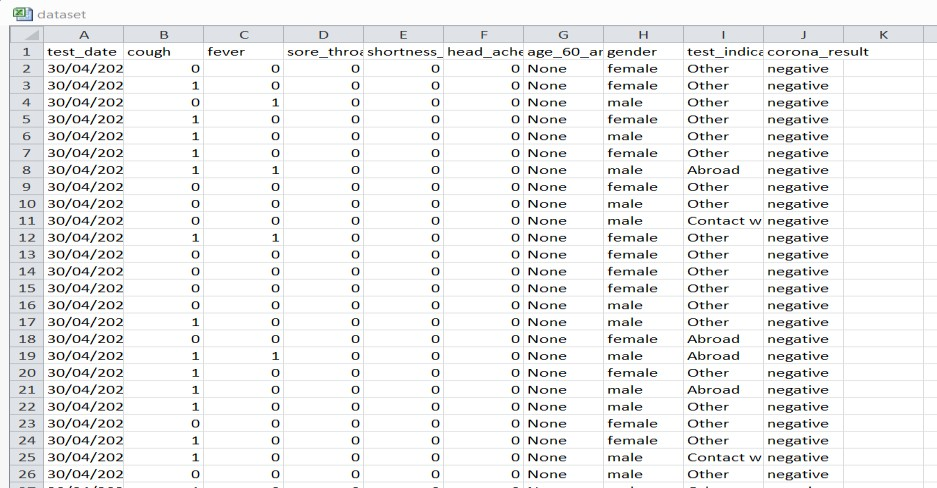 dataset
A B C D E F G H I J K
1 test_date cough fever sore_throa shortness_ head_ache age_60_ar gender test_indica corona_result
2 30/04/202 0 0 0 0 0 None female Other negative
3 30/04/202 1 0 0 0 0 None female Other negative
4 30/04/202 0 1 0 0 0 None male Other negative
5 30/04/202 1 0 0 0 0 None female Other negative
6 30/04/202 1 0 0 0 0 None male Other negative
7 30/04/202 1 0 0 0 0 None female Other negative
8 30/04/202 1 1 0 0 0 None male Abroad negative
9 30/04/202 0 0 0 0 0 None female Other negative
10 30/04/202 0 0 0 0 0 None male Other negative
11 30/04/202 0 0 0 0 0 None male Contact w negative
12 30/04/202 1 1 0 0 0 None female Other negative
13 30/04/202 0 0 0 0 0 None female Other negative
14 30/04/202 0 0 0 0 0 None female Other negative
15 30/04/202 0 0 0 0 0 None female Other negative
16 30/04/202 0 0 0 0 0 None male Other negative
17 30/04/202 1 0 0 0 0 None male Other negative
18 30/04/202 0 0 0 0 0 None female Abroad negative
19 30/04/202 1 1 0 0 0 None male Abroad negative
20 30/04/202 1 0 0 0 0 None female Other negative
21 30/04/202 1 0 0 0 0 None male Abroad negative
22 30/04/202 1 0 0 0 0 None male Other negative
23 30/04/202 0 0 0 0 0 None female Other negative
24 30/04/202 1 0 0 0 0 None female Other negative
25 30/04/202 1 0 0 0 0 None male Contact w negative
26 30/04/202 0 0 0 0 0 None male Other negative